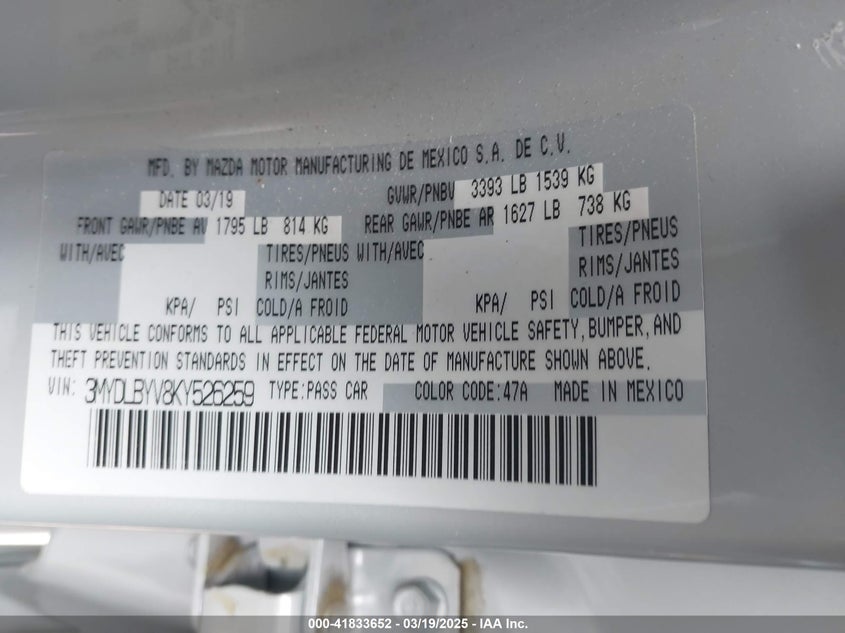 MFD. BY MAZDA MOTOR MANUFACTURING DE MEXICO S.A. DE C.V.
DATE 03/19 GVWR/PNBV 3393 LB 1539 KG
FRONT GAWR/PNBE AV 1795 LB 814 KG REAR GAWR/PNBE AR 1627 LB 738 KG
WITH/AVEC TIRES/PNEUS WITH/AVEC TIRES/PNEUS
RIMS/JANTES RIMS/JANTES
KPA/ PSI COLD/A FROID KPA/ PSI COLD/A FROID
THIS VEHICLE CONFORMS TO ALL APPLICABLE FEDERAL MOTOR VEHICLE SAFETY, BUMPER, AND
THEFT PREVENTION STANDARDS IN EFFECT ON THE DATE OF MANUFACTURE SHOWN ABOVE.
VIN: 3MYDLBYV8KY526259 TYPE:PASS CAR COLOR CODE:47A MADE IN MEXICO
000-41833652 - 03/19/2025 - IAA Inc.